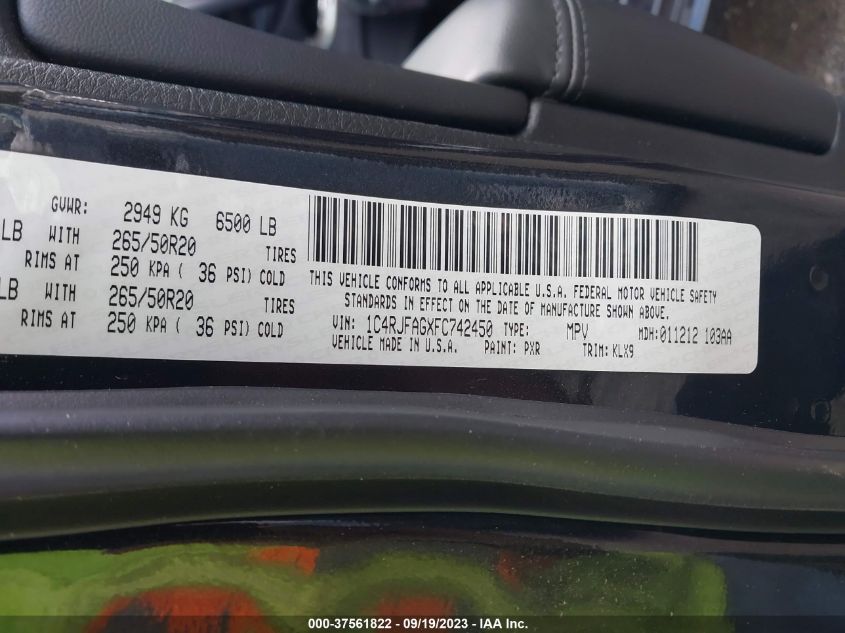 GVWR: 2949 KG 6500 LB
LB WITH 265/50R20 TIRES
RIMS AT 250 KPA ( 36 PSI) COLD
LB WITH 265/50R20 TIRES
RIMS AT 250 KPA ( 36 PSI) COLD
THIS VEHICLE CONFORMS TO ALL APPLICABLE U.S.A. FEDERAL MOTOR VEHICLE SAFETY
STANDARDS IN EFFECT ON THE DATE OF MANUFACTURE SHOWN ABOVE.
VIN: 1C4RJFAGXFC742450 TYPE: MPV MDH:011212 103AA
VEHICLE MADE IN U.S.A. PAINT: PXR TRIM: KLX9
000-37561822 - 09/19/2023 - IAA Inc.